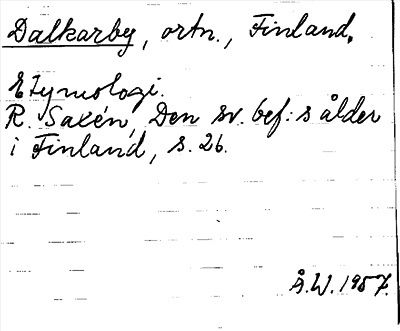 Dalkarby, ortn., Finland.
Etymologi.
R. Saxén, Den sv. bef:s ålder
i Finland, s. 26.
Å.W. 1957.